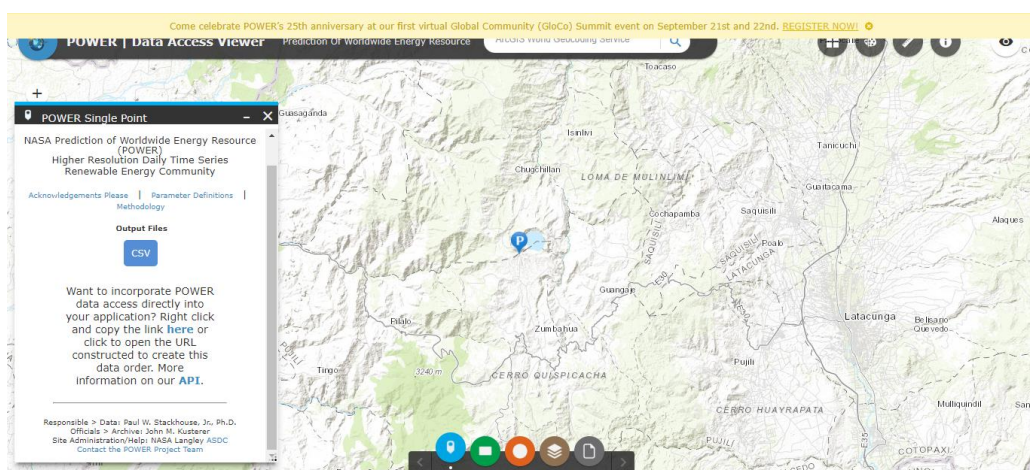 Come celebrate POWER's 25th anniversary at our first virtual Global Community (GloCo) Summit event on September 21st and 22nd. REGISTER NOW!
POWER | Data Access Viewer
Prediction Of Worldwide Energy Resource
ArcGIS World Geocoding Service
POWER Single Point
NASA Prediction of Worldwide Energy Resource
(POWER)
Higher Resolution Daily Time Series
Renewable Energy Community
Acknowledgements Please | Parameter Definitions |
Methodology
Output Files
CSV
Want to incorporate POWER
data access directly into
your application? Right click
and copy the link here or
click to open the URL
constructed to create this
data order. More
information on our API.
Responsible > Data: Paul W. Stackhouse, Jr., Ph.D.
Officials > Archive: John M. Kusterer
Site Administration/Help: NASA Langley ASDC
Contact the POWER Project Team
Toacaso
Guasaganda
Isinlivi
Tanicuchi
Chugchillan
LOMA DE MULINLIMI
Guaitacama
Cochapamba
Saquisili
Alaques
P
SAQUISILI
Poalo
LATACUNGA
E30
Guangaje
Latacunga
Belisario
Quevedo
Pilalo
Zumbahua
PUJILI
Pujili
Tingo
3240 m
CERRO QUISPICACHA
CERRO HUAYRAPATA
Mulliquindil
San
PUJILI
E35
COTOPAXI